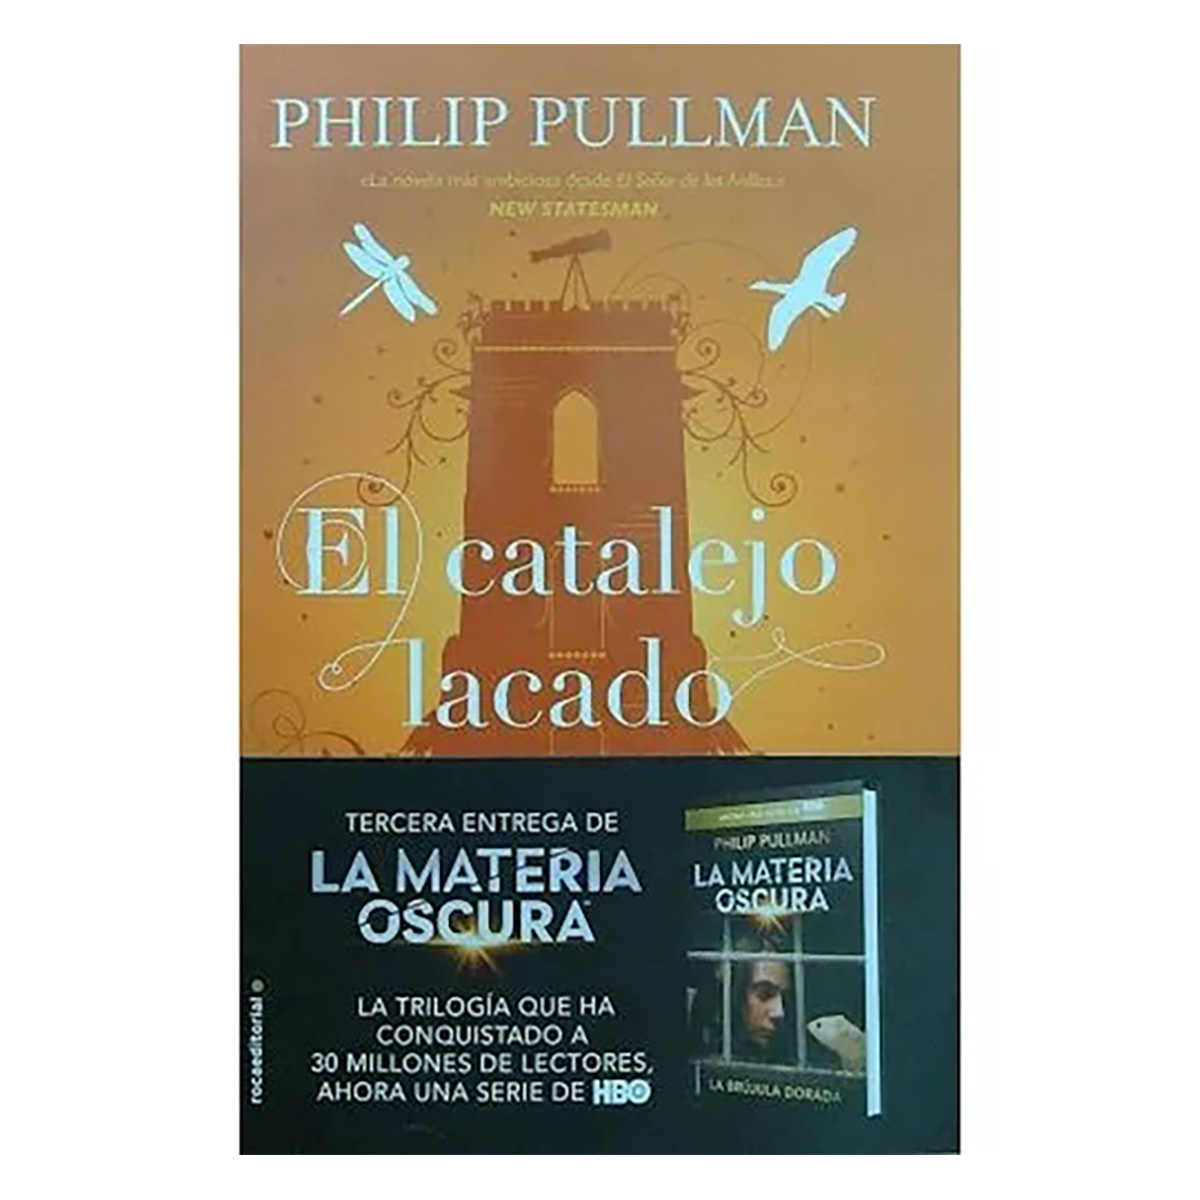 PHILIP PULLMAN
«La novela más ambiciosa desde El Señor de los Anillos.»
NEW STATESMAN
El catalejo
lacado
TERCERA ENTREGA DE
LA MATERIA
OSCURA
LA TRILOGÍA QUE HA
CONQUISTADO A
30 MILLONES DE LECTORES,
AHORA UNA SERIE DE HBO
rocaeditorial
PHILIP PULLMAN
LA MATERIA
OSCURA
LA BRÚJULA DORADA